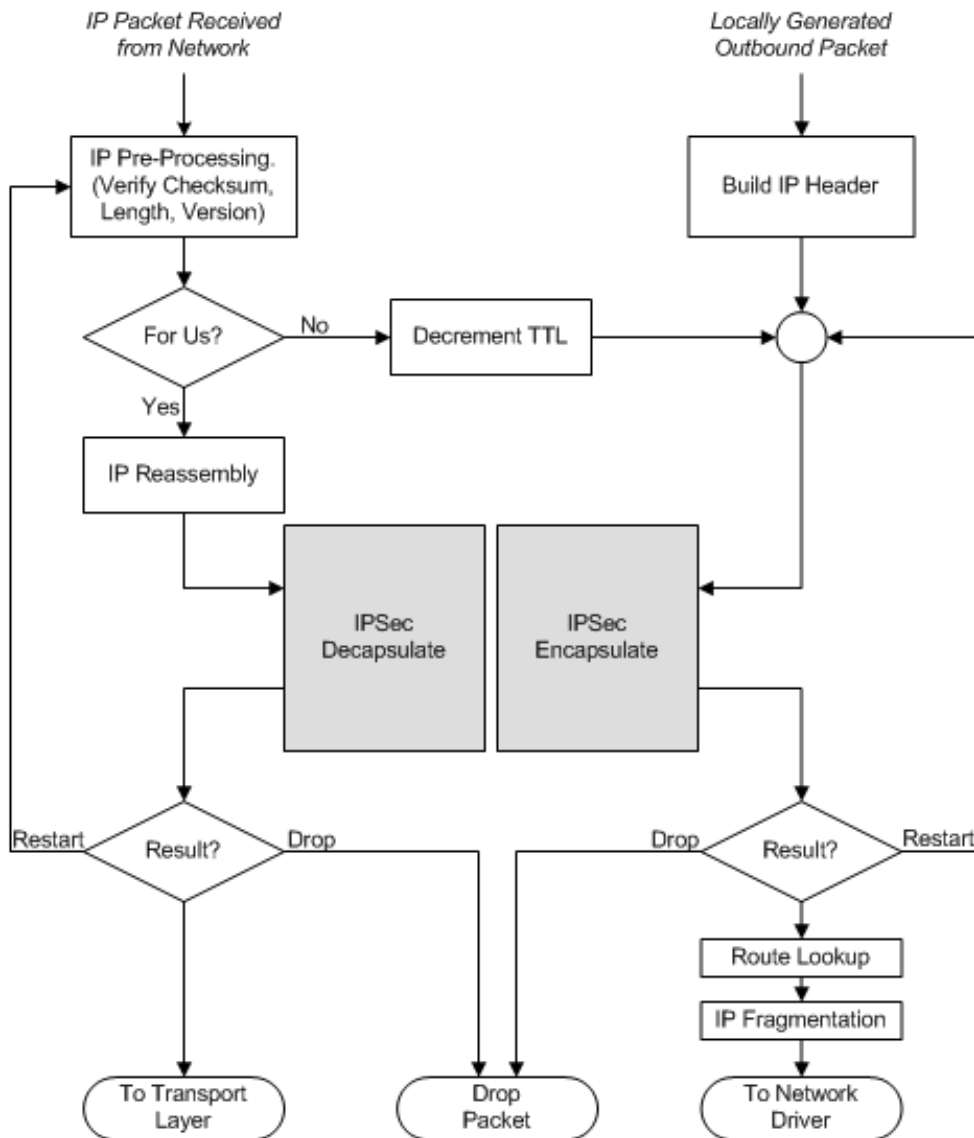 IP Packet Received
from Network
Locally Generated
Outbound Packet
IP Pre-Processing.
(Verify Checksum,
Length, Version)
Build IP Header
For Us?
No
Decrement TTL
Yes
IP Reassembly
IPSec
Decapsulate
IPSec
Encapsulate
Restart
Result?
Drop
Drop
Result?
Restart
Route Lookup
IP Fragmentation
To Transport
Layer
Drop
Packet
To Network
Driver